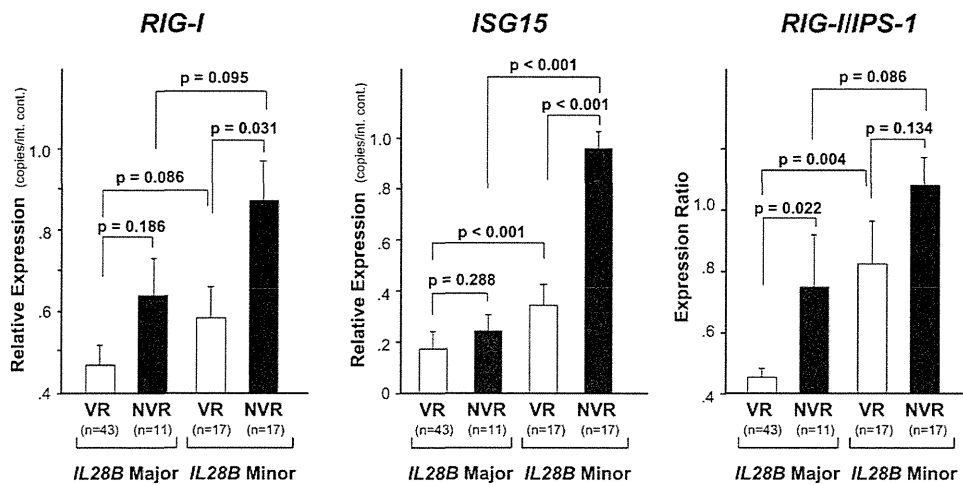 RIG-I
Relative Expression (copies/int. cont.)
1.0
.8
.6
.4
p = 0.095
p = 0.031
p = 0.086
p = 0.186
VR NVR VR NVR
(n=43) (n=11) (n=17) (n=17)
IL28B Major IL28B Minor
ISG15
Relative Expression (copies/int. cont.)
1.0
.8
.6
.4
.2
0
p < 0.001
p < 0.001
p < 0.001
p = 0.288
VR NVR VR NVR
(n=43) (n=11) (n=17) (n=17)
IL28B Major IL28B Minor
RIG-I/IPS-1
Expression Ratio
1.0
.8
.6
.4
p = 0.086
p = 0.134
p = 0.004
p = 0.022
VR NVR VR NVR
(n=43) (n=11) (n=17) (n=17)
IL28B Major IL28B Minor